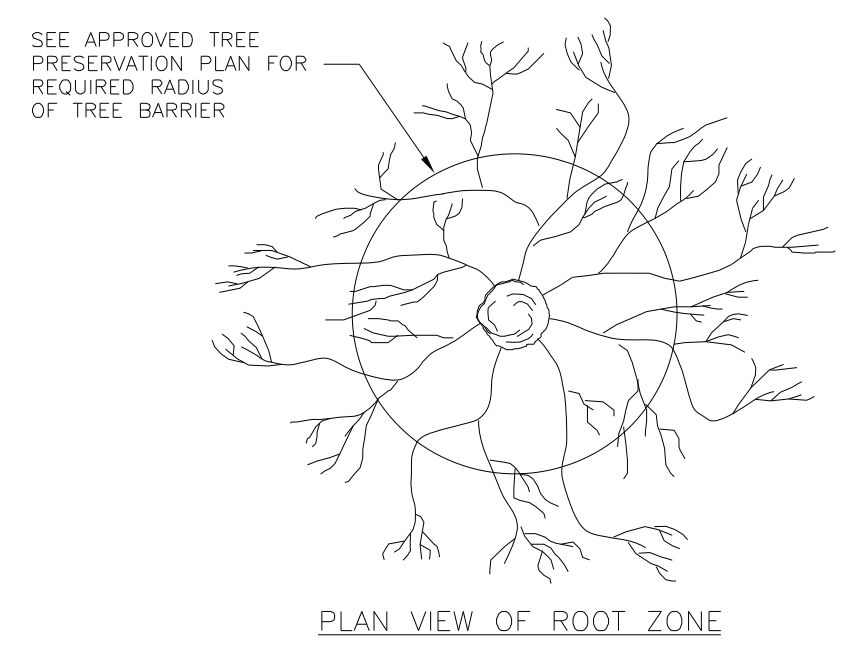 SEE APPROVED TREE
PRESERVATION PLAN FOR
REQUIRED RADIUS
OF TREE BARRIER
PLAN VIEW OF ROOT ZONE